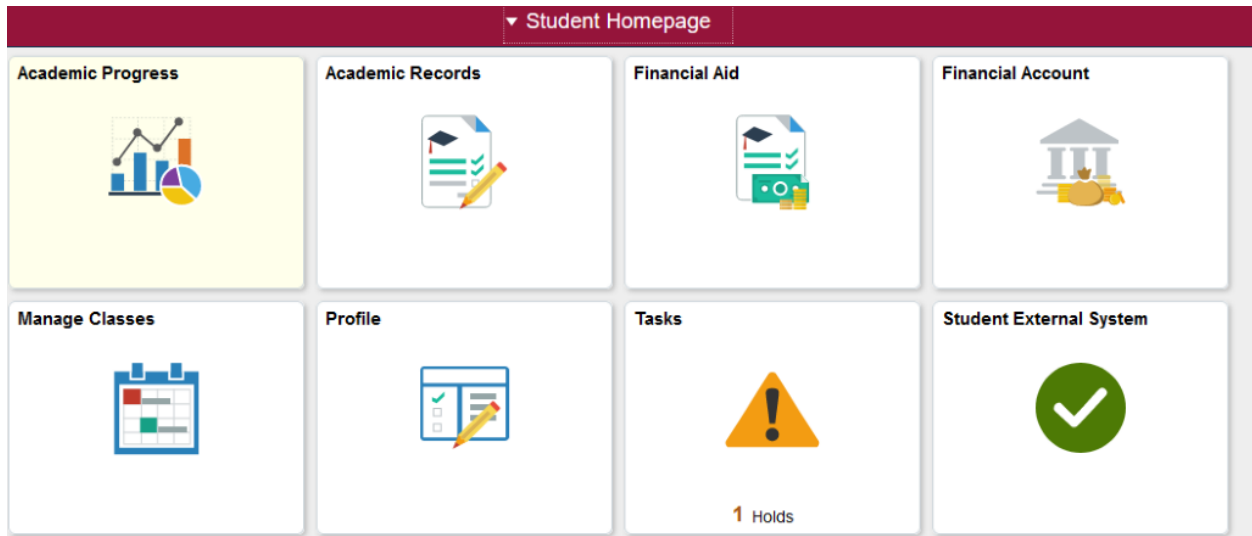 Student Homepage
Academic Progress
Academic Records
Financial Aid
Financial Account
Manage Classes
Profile
Tasks
Student External System
1 Holds